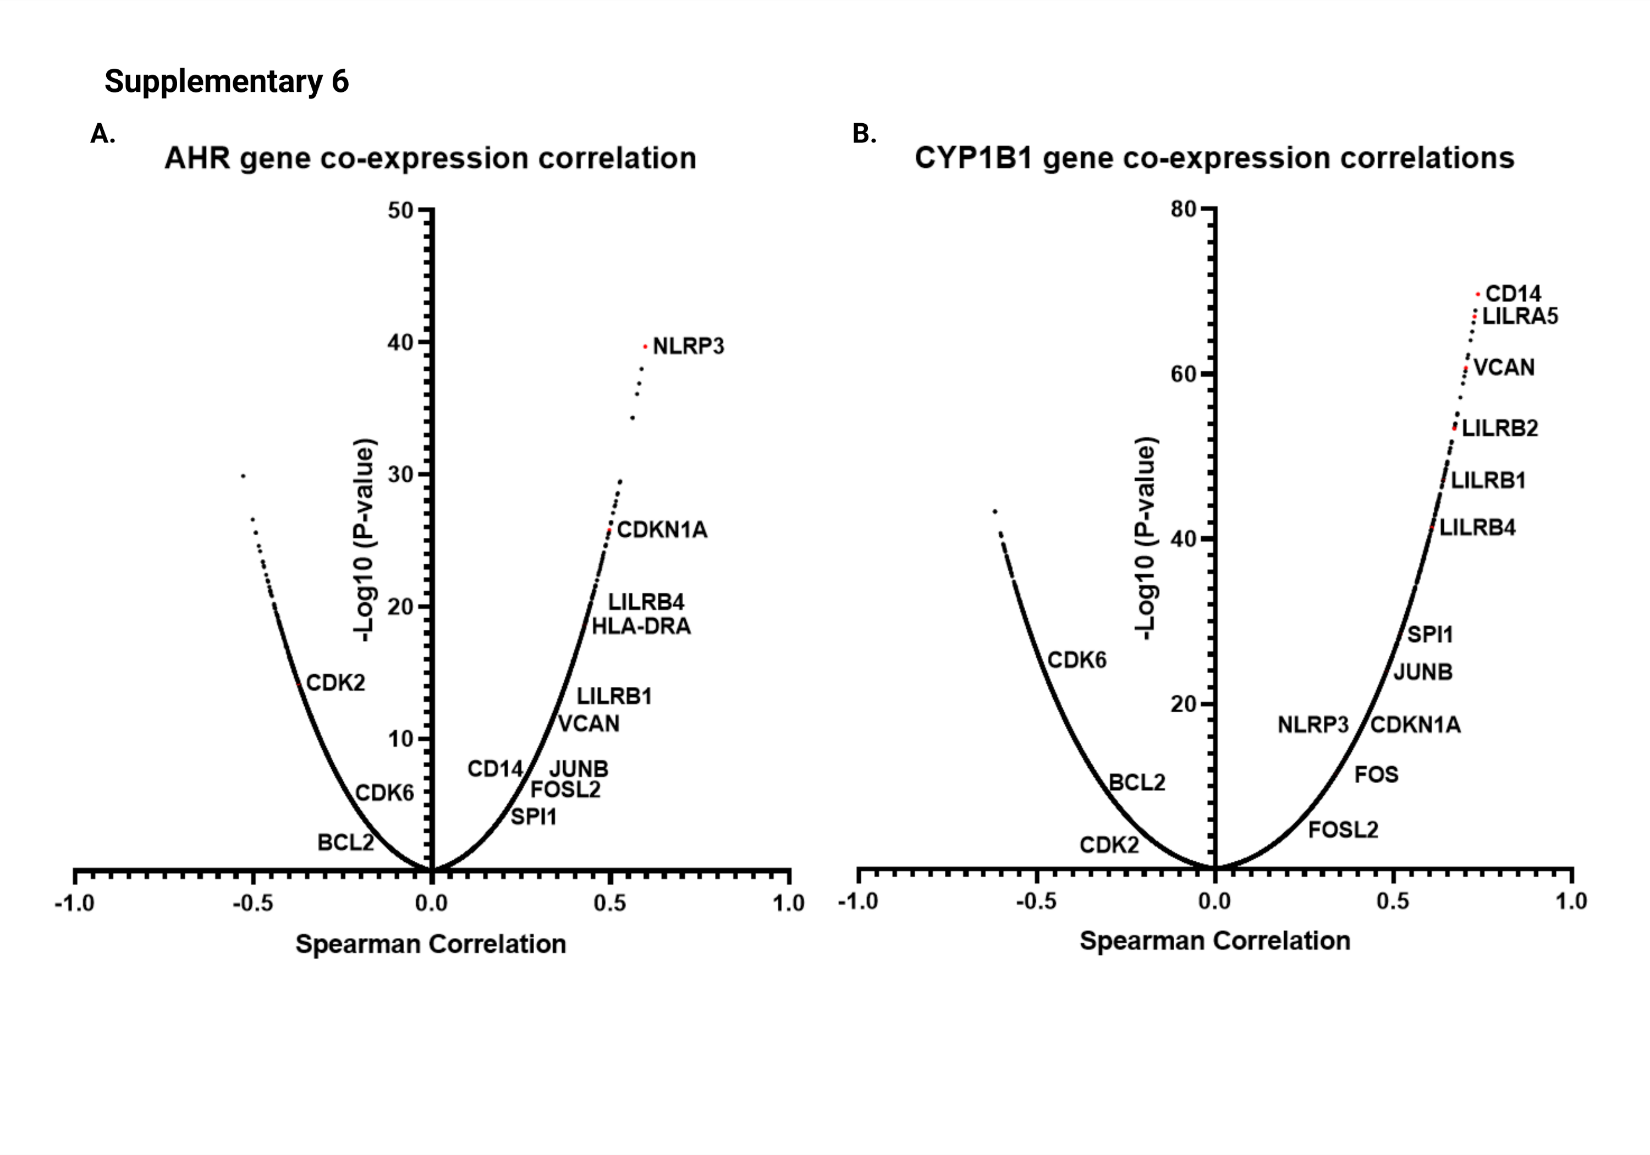 Supplementary 6
A.
AHR gene co-expression correlation
50
40
30
20
10
-Log10 (P-value)
NLRP3
CDKN1A
LILRB4
HLA-DRA
CDK2
LILRB1
VCAN
CD14 JUNB
CDK6 FOSL2
SPI1
BCL2
-1.0 -0.5 0.0 0.5 1.0
Spearman Correlation
B.
CYP1B1 gene co-expression correlations
80
60
40
20
-Log10 (P-value)
CD14
LILRA5
VCAN
LILRB2
LILRB1
LILRB4
SPI1
CDK6
JUNB
NLRP3 CDKN1A
FOS
BCL2
FOSL2
CDK2
-1.0 -0.5 0.0 0.5 1.0
Spearman Correlation